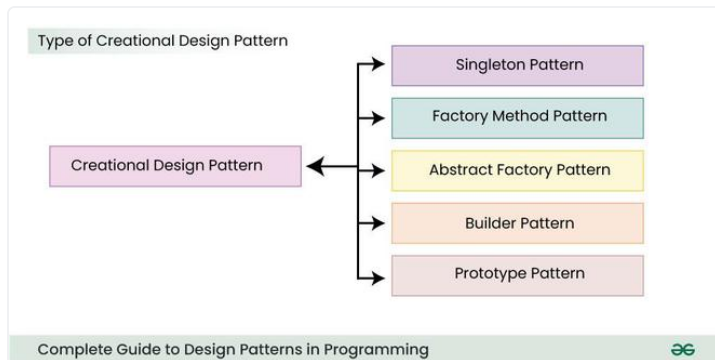 Type of Creational Design Pattern
Singleton Pattern
Factory Method Pattern
Creational Design Pattern
Abstract Factory Pattern
Builder Pattern
Prototype Pattern
Complete Guide to Design Patterns in Programming